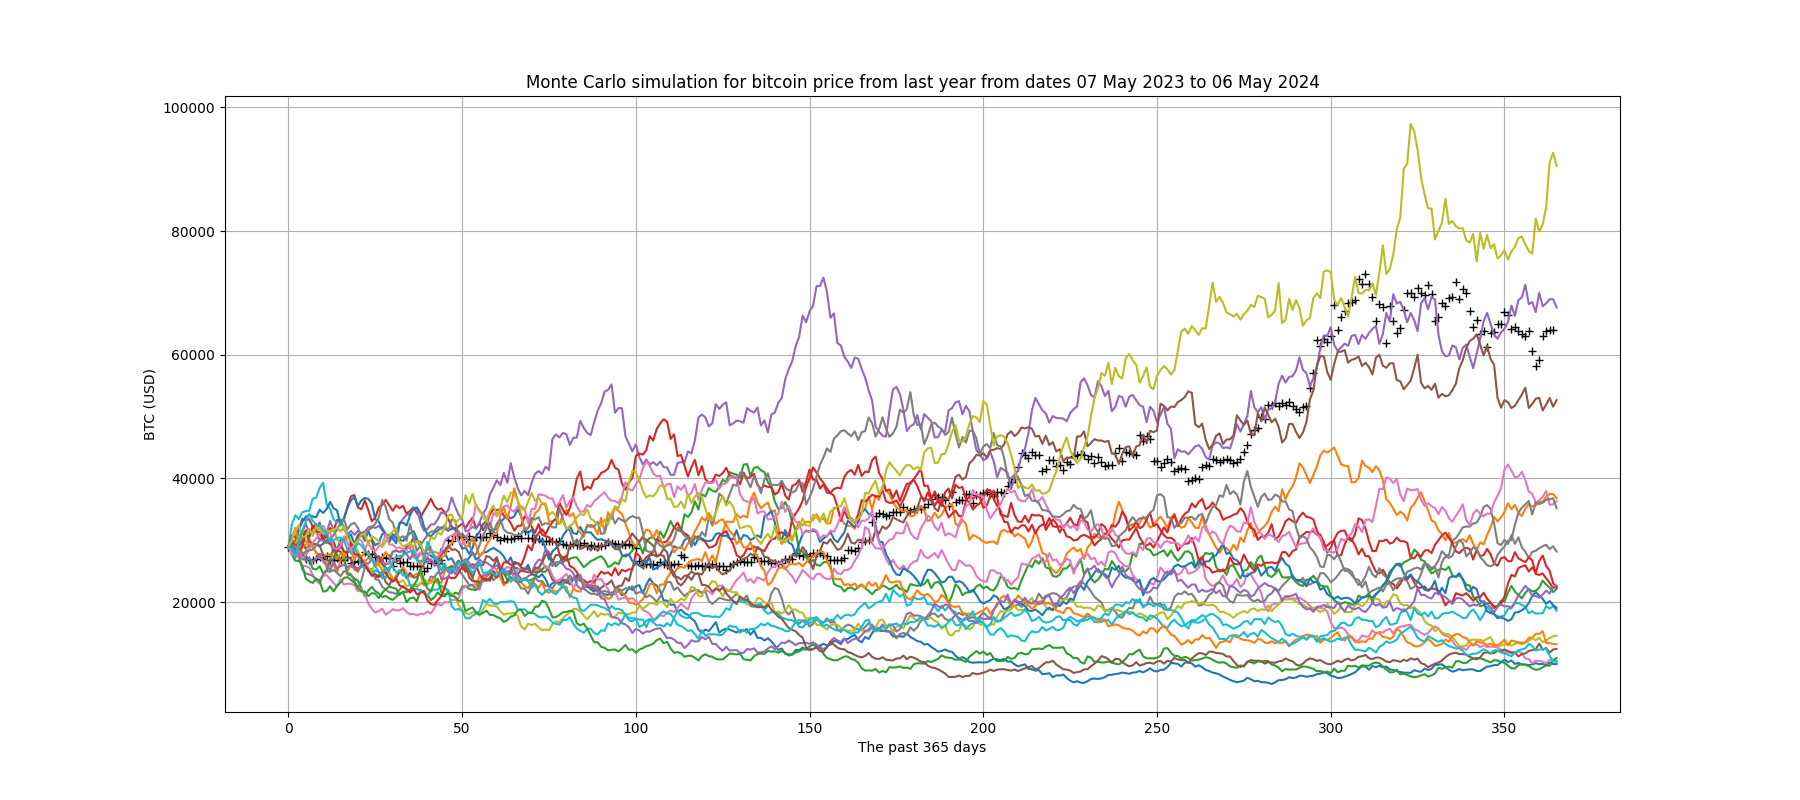 Monte Carlo simulation for bitcoin price from last year from dates 07 May 2023 to 06 May 2024
100000
80000
60000
40000
20000
BTC (USD)
0 50 100 150 200 250 300 350
The past 365 days